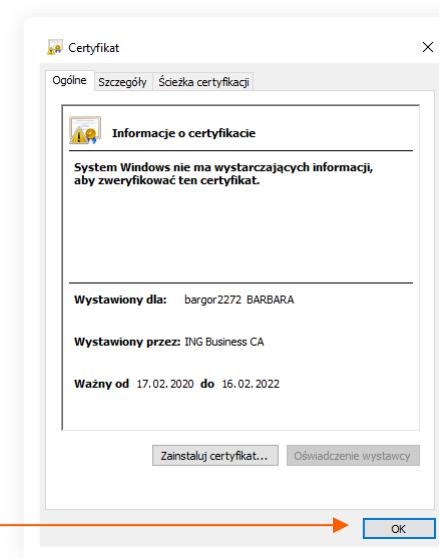 Certyfikat
Ogólne Szczegóły Ścieżka certyfikacji
Informacje o certyfikacie
System Windows nie ma wystarczających informacji,
aby zweryfikować ten certyfikat.
Wystawiony dla: bargor2272 BARBARA
Wystawiony przez: ING Business CA
Ważny od 17.02.2020 do 16.02.2022
Zainstaluj certyfikat... Oświadczenie wystawcy
OK